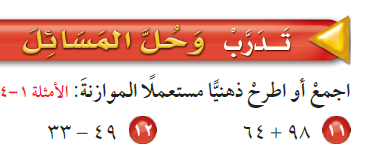 تَـدَرَّبْ وَحُلَّ المَسَائِلَ
اجمعْ أو اطرحْ ذهنيًّا مستعملًا الموازنةَ: الأمثلة ١-٤
١١ ٩٨ + ٦٤ ١٢ ٤٩ - ٣٣